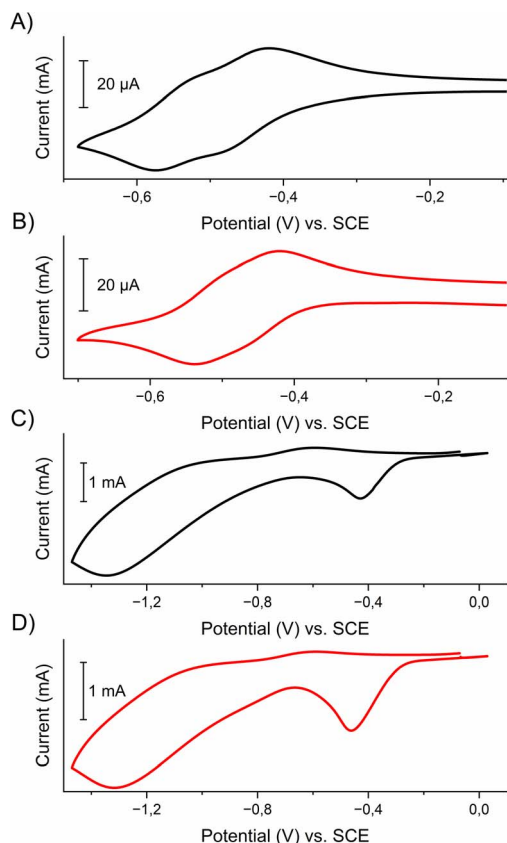 A)
Current (mA)
20 µA
−0,6 −0,4 −0,2
Potential (V) vs. SCE
B)
Current (mA)
20 µA
−0,6 −0,4 −0,2
Potential (V) vs. SCE
C)
Current (mA)
1 mA
−1,2 −0,8 −0,4 0,0
Potential (V) vs. SCE
D)
Current (mA)
1 mA
−1,2 −0,8 −0,4 0,0
Potential (V) vs. SCE